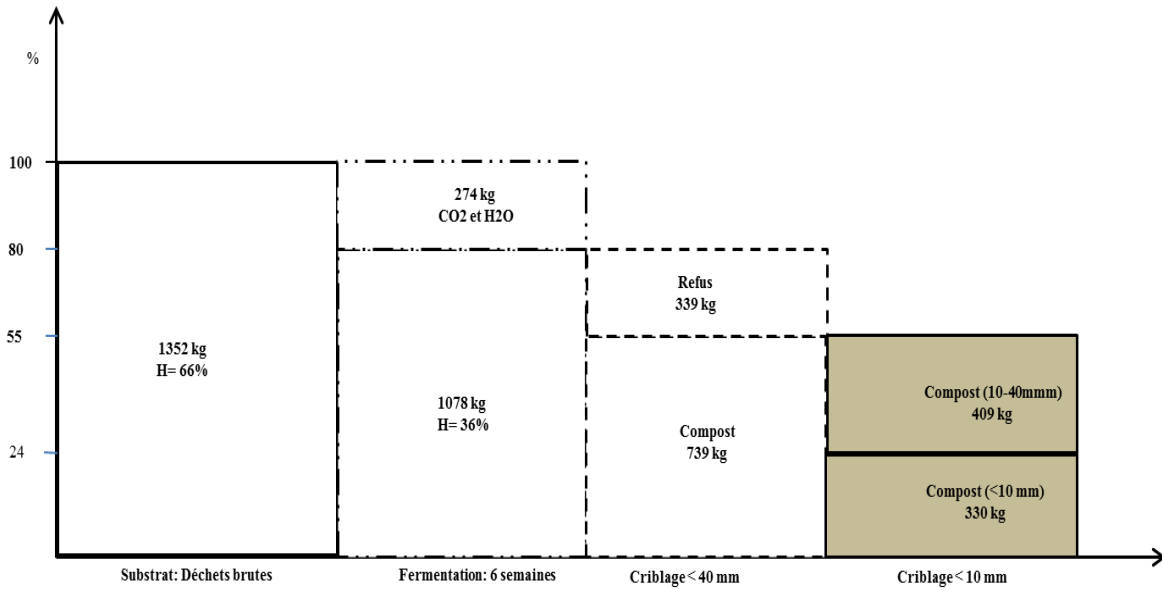 %
100
80
55
24
1352 kg
H= 66%
274 kg
CO2 et H2O
1078 kg
H= 36%
Refus
339 kg
Compost
739 kg
Compost (10-40mmm)
409 kg
Compost (<10 mm)
330 kg
Substrat: Déchets brutes
Fermentation: 6 semaines
Criblage< 40 mm
Criblage< 10 mm